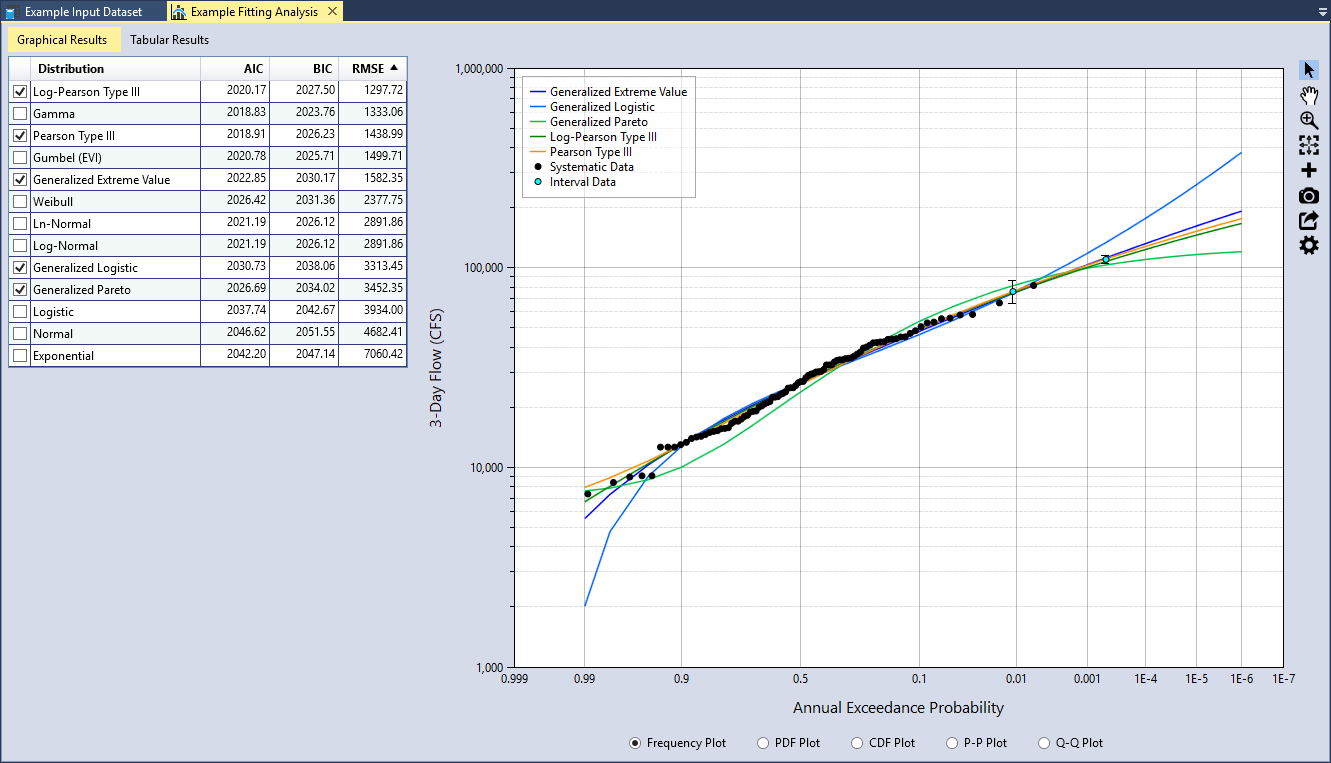 Example Input Dataset Example Fitting Analysis
Graphical Results Tabular Results
Distribution AIC BIC RMSE
Log-Pearson Type III 2020.17 2027.50 1297.72
Gamma 2018.83 2023.76 1333.06
Pearson Type III 2018.91 2026.23 1438.99
Gumbel (EVI) 2020.78 2025.71 1499.71
Generalized Extreme Value 2022.85 2030.17 1582.35
Weibull 2026.42 2031.36 2377.75
Ln-Normal 2021.19 2026.12 2891.86
Log-Normal 2021.19 2026.12 2891.86
Generalized Logistic 2030.73 2038.06 3313.45
Generalized Pareto 2026.69 2034.02 3452.35
Logistic 2037.74 2042.67 3934.00
Normal 2046.62 2051.55 4682.41
Exponential 2042.20 2047.14 7060.42
3-Day Flow (CFS)
1,000,000
100,000
10,000
1,000
Generalized Extreme Value
Generalized Logistic
Generalized Pareto
Log-Pearson Type III
Pearson Type III
Systematic Data
Interval Data
0.999 0.99 0.9 0.5 0.1 0.01 0.001 1E-4 1E-5 1E-6 1E-7
Annual Exceedance Probability
Frequency Plot PDF Plot CDF Plot P-P Plot Q-Q Plot